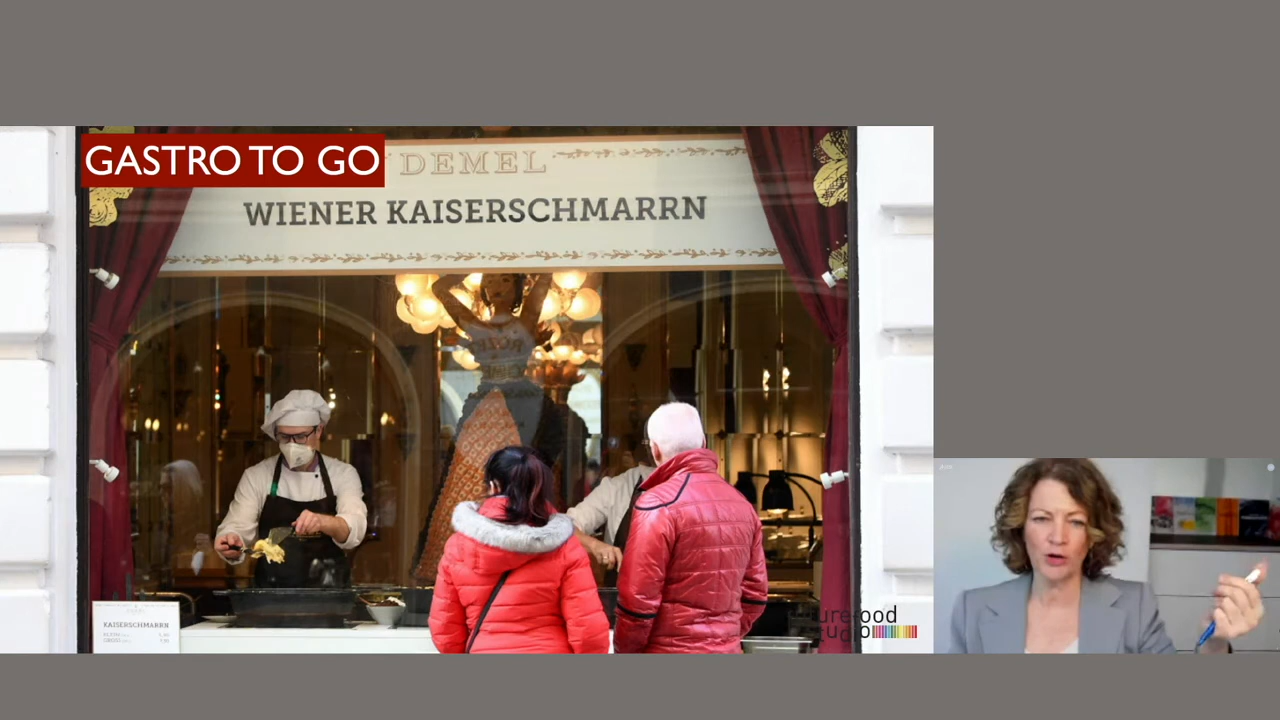 GASTRO TO GO
DEMEL
WIENER KAISERSCHMARRN
KAISERSCHMARRN